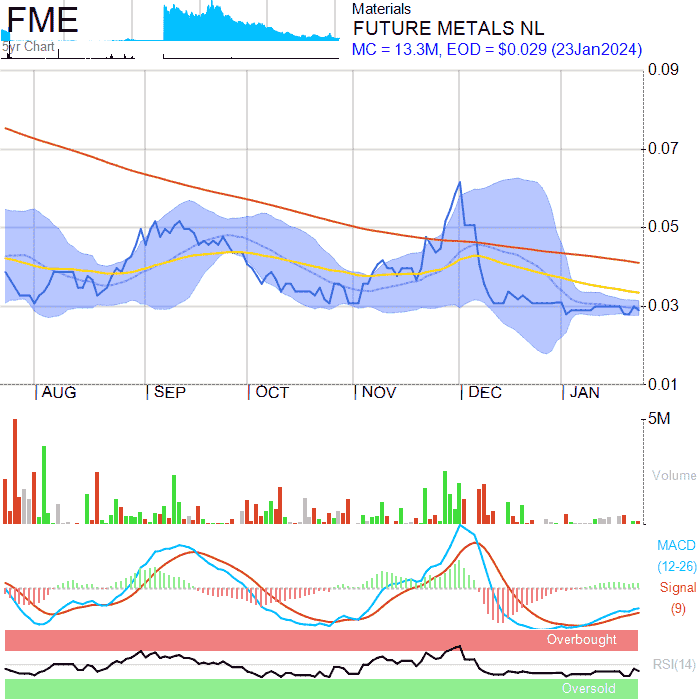 FME
5yr Chart
Materials
FUTURE METALS NL
MC = 13.3M, EOD = $0.029 (23Jan2024)
0.09
0.07
0.05
0.03
0.01
AUG SEP OCT NOV DEC JAN
5M
Volume
MACD
(12-26)
Signal
(9)
Overbought
RSI(14)
Oversold